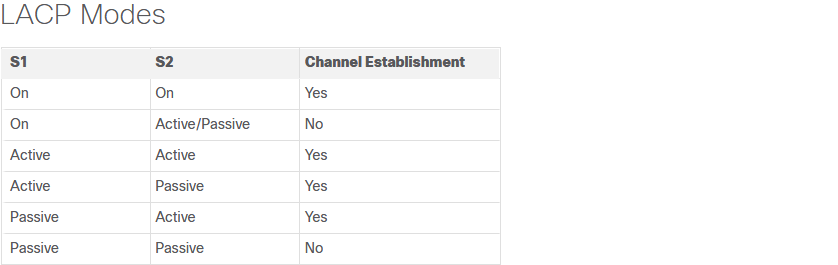 LACP Modes
S1 S2 Channel Establishment
On On Yes
On Active/Passive No
Active Active Yes
Active Passive Yes
Passive Active Yes
Passive Passive No